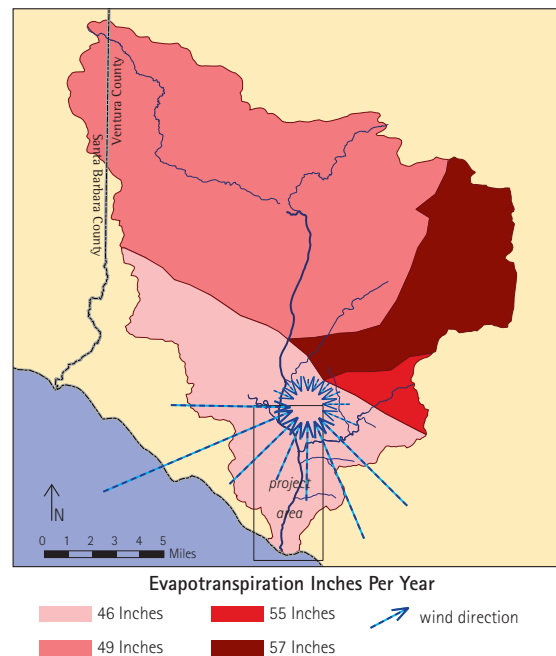 Ventura County
Santa Barbara County
project
area
N
0 1 2 3 4 5
Miles
Evapotranspiration Inches Per Year
46 Inches
55 Inches
wind direction
49 Inches
57 Inches